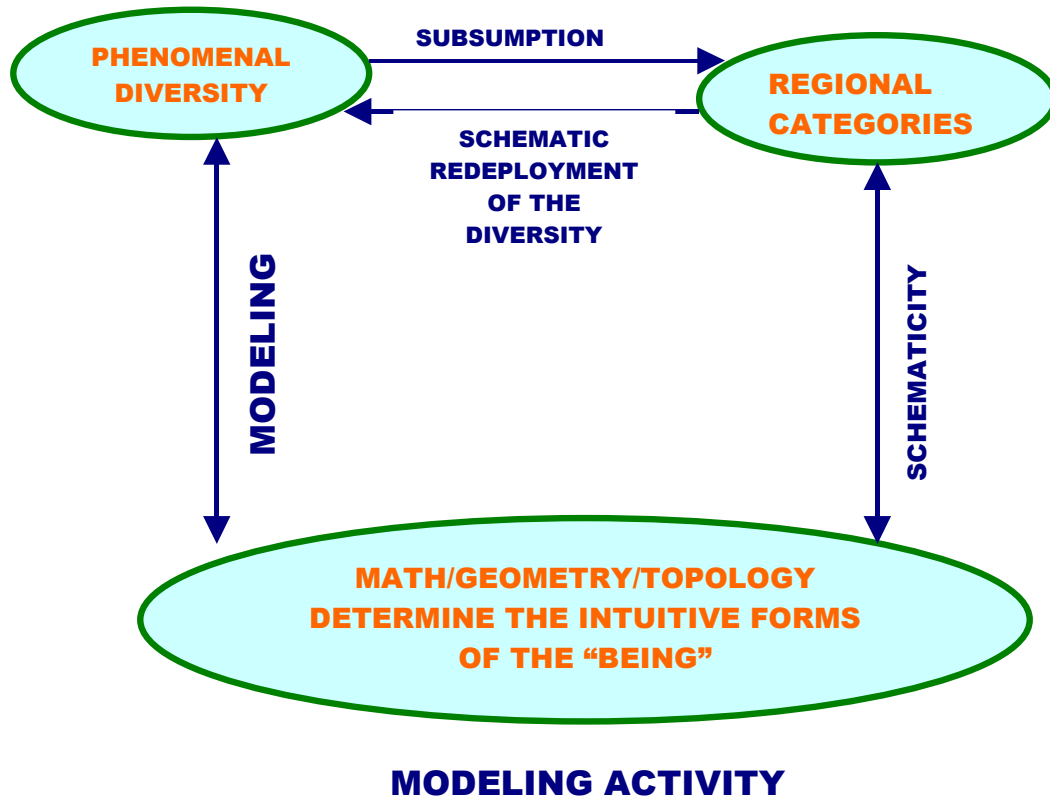 PHENOMENAL
DIVERSITY
SUBSUMPTION
REGIONAL
CATEGORIES
SCHEMATIC
REDEPLOYMENT
OF THE
DIVERSITY
MODELING
SCHEMATICITY
MATH/GEOMETRY/TOPOLOGY
DETERMINE THE INTUITIVE FORMS
OF THE “BEING”
MODELING ACTIVITY